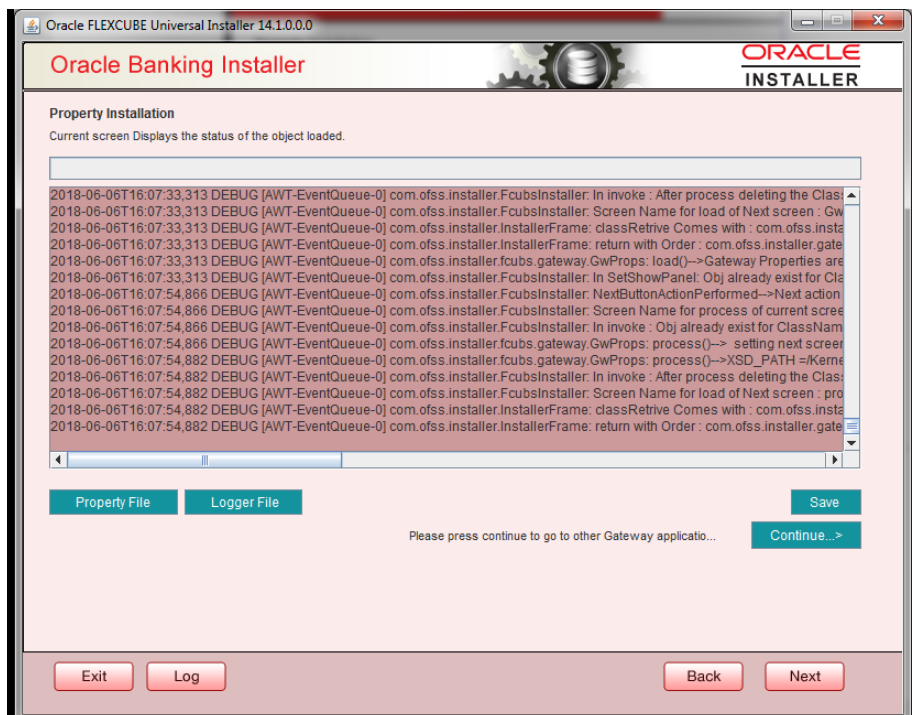 Oracle FLEXCUBE Universal Installer 14.1.0.0.0
Oracle Banking Installer
ORACLE
INSTALLER
Property Installation
Current screen Displays the status of the object loaded.
2018-06-06T16:07:33,313 DEBUG [AWT-EventQueue-0] com.ofss.installer.FcubsInstaller: In invoke : After process deleting the Clas
2018-06-06T16:07:33,313 DEBUG [AWT-EventQueue-0] com.ofss.installer.FcubsInstaller: Screen Name for load of Next screen : Gw
2018-06-06T16:07:33,313 DEBUG [AWT-EventQueue-0] com.ofss.installer.InstallerFrame: classRetrive Comes with : com.ofss.insta
2018-06-06T16:07:33,313 DEBUG [AWT-EventQueue-0] com.ofss.installer.InstallerFrame: return with Order : com.ofss.installer.gate
2018-06-06T16:07:33,313 DEBUG [AWT-EventQueue-0] com.ofss.installer.fcubs.gateway.GwProps: load()-->Gateway Properties are
2018-06-06T16:07:33,313 DEBUG [AWT-EventQueue-0] com.ofss.installer.FcubsInstaller: In SetShowPanel: Obj already exist for Cla
2018-06-06T16:07:54,866 DEBUG [AWT-EventQueue-0] com.ofss.installer.FcubsInstaller: NextButtonActionPerformed-->Next action
2018-06-06T16:07:54,866 DEBUG [AWT-EventQueue-0] com.ofss.installer.FcubsInstaller: Screen Name for process of current scree
2018-06-06T16:07:54,866 DEBUG [AWT-EventQueue-0] com.ofss.installer.FcubsInstaller: In invoke : Obj already exist for ClassNam
2018-06-06T16:07:54,866 DEBUG [AWT-EventQueue-0] com.ofss.installer.fcubs.gateway.GwProps: process()--> setting next screen
2018-06-06T16:07:54,882 DEBUG [AWT-EventQueue-0] com.ofss.installer.fcubs.gateway.GwProps: process()-->XSD_PATH =/Kerne
2018-06-06T16:07:54,882 DEBUG [AWT-EventQueue-0] com.ofss.installer.FcubsInstaller: In invoke : After process deleting the Clas
2018-06-06T16:07:54,882 DEBUG [AWT-EventQueue-0] com.ofss.installer.FcubsInstaller: Screen Name for load of Next screen : pro
2018-06-06T16:07:54,882 DEBUG [AWT-EventQueue-0] com.ofss.installer.InstallerFrame: classRetrive Comes with : com.ofss.insta
2018-06-06T16:07:54,882 DEBUG [AWT-EventQueue-0] com.ofss.installer.InstallerFrame: return with Order : com.ofss.installer.gate
Property File
Logger File
Save
Please press continue to go to other Gateway applicatio...
Continue...>
Exit
Log
Back
Next